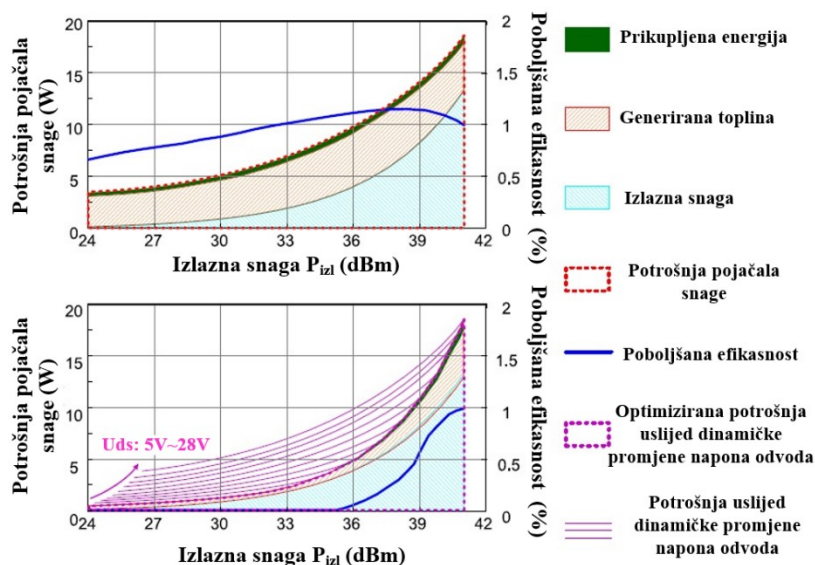 Potrošnja pojačala
snage (W)
20
15
10
5
0
2
1,5
1
0,5
0
Poboljšana efikasnost (%)
24
27
30
33
36
39
42
Izlazna snaga Pizl (dBm)
Potrošnja pojačala
snage (W)
20
15
10
5
0
Uds: 5V~28V
2
1,5
1
0,5
0
Poboljšana efikasnost (%)
24
27
30
33
36
39
42
Izlazna snaga Pizl (dBm)
Prikupljena energija
Generirana toplina
Izlazna snaga
Potrošnja pojačala
snage
Poboljšana efikasnost
Optimizirana potrošnja
uslijed dinamičke
promjene napona odvoda
Potrošnja uslijed
dinamičke promjene
napona odvoda